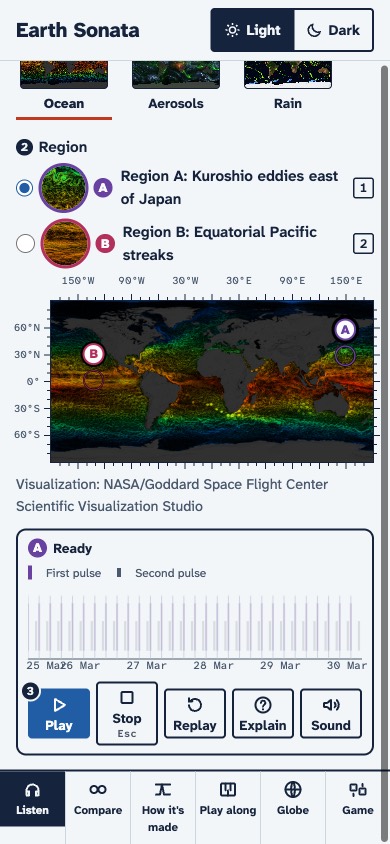 Earth Sonata
Light
Dark
Ocean
Aerosols
Rain
2 Region
A
Region A: Kuroshio eddies east
of Japan
1
B
Region B: Equatorial Pacific
streaks
2
150°W 90°W 30°W 30°E 90°E 150°E
60°N
30°N
0°
30°S
60°S
A
B
Visualization: NASA/Goddard Space Flight Center
Scientific Visualization Studio
A Ready
First pulse Second pulse
25 Mar 26 Mar 27 Mar 28 Mar 29 Mar 30 Mar
3
Play
Stop
Esc
Replay
Explain
Sound
Listen
Compare
How it's
made
Play along
Globe
Game